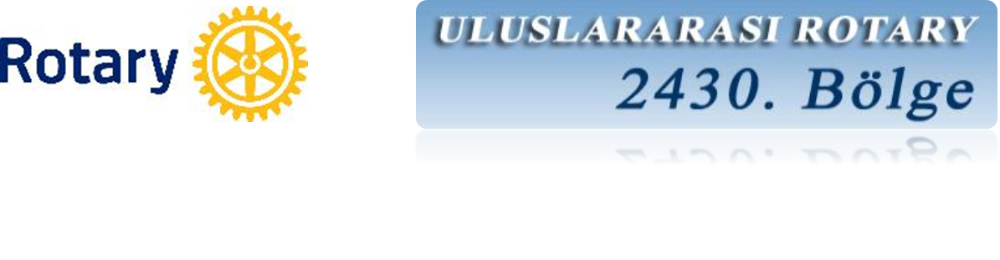 Rotary
ULUSLARARASI ROTARY
2430. Bölge